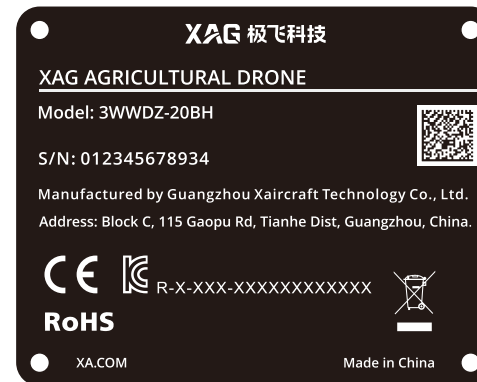 XAG 极飞科技
XAG AGRICULTURAL DRONE
Model: 3WWDZ-20BH
S/N: 012345678934
Manufactured by Guangzhou Xaircraft Technology Co., Ltd.
Address: Block C, 115 Gaopu Rd, Tianhe Dist, Guangzhou, China.
CE KC R-X-XXX-XXXXXXXXXXXX
RoHS
XA.COM Made in China